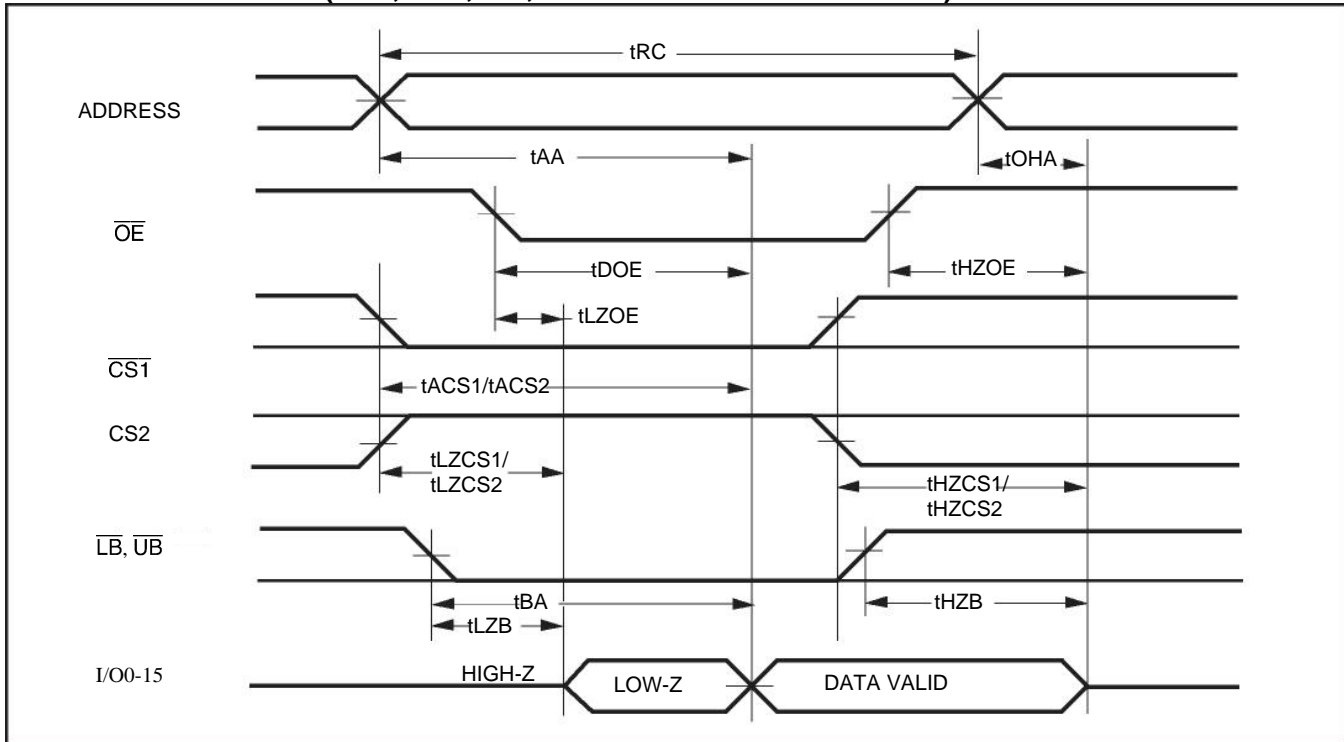 tRC
ADDRESS
tAA
tOHA
OE
tDOE
tHZOE
tLZOE
CS1
tACS1/tACS2
CS2
tLZCS1/
tLZCS2
tHZCS1/
tHZCS2
LB, UB
tBA
tHZB
tLZB
I/O0-15
HIGH-Z
LOW-Z
DATA VALID